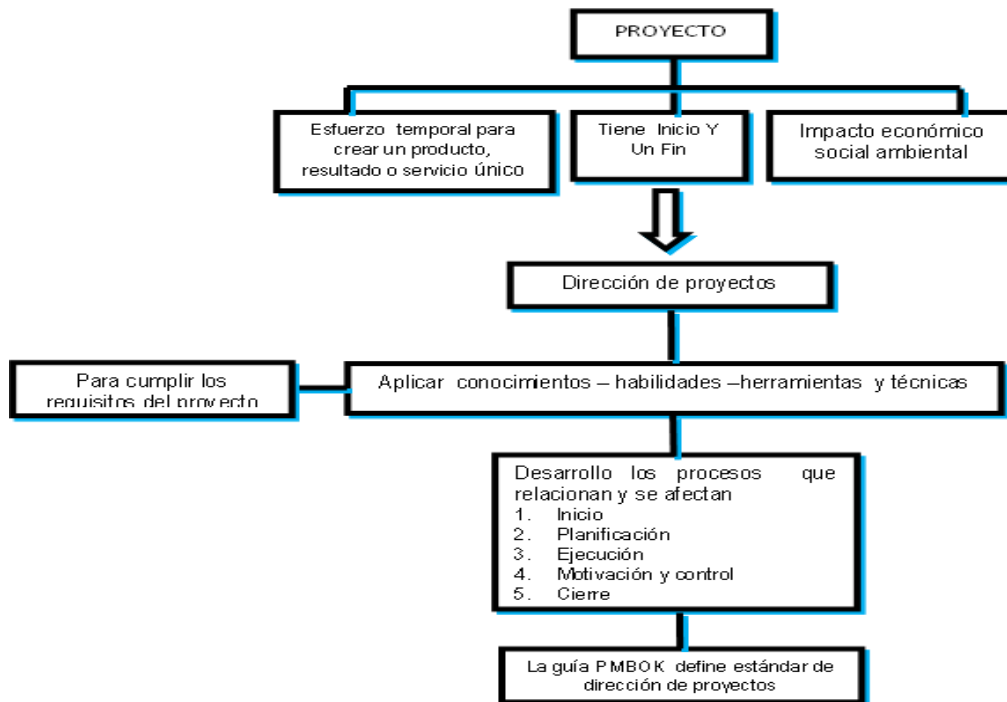 PROYECTO
Esfuerzo temporal para
crear un producto,
resultado o servicio único
Tiene Inicio Y
Un Fin
Impacto económico
social ambiental
Dirección de proyectos
Para cumplir los
requisitos del proyecto
Aplicar conocimientos – habilidades –herramientas y técnicas
Desarrollo los procesos que
relacionan y se afectan
1. Inicio
2. Planificación
3. Ejecución
4. Motivación y control
5. Cierre
La guía PMBOK define estándar de
dirección de proyectos